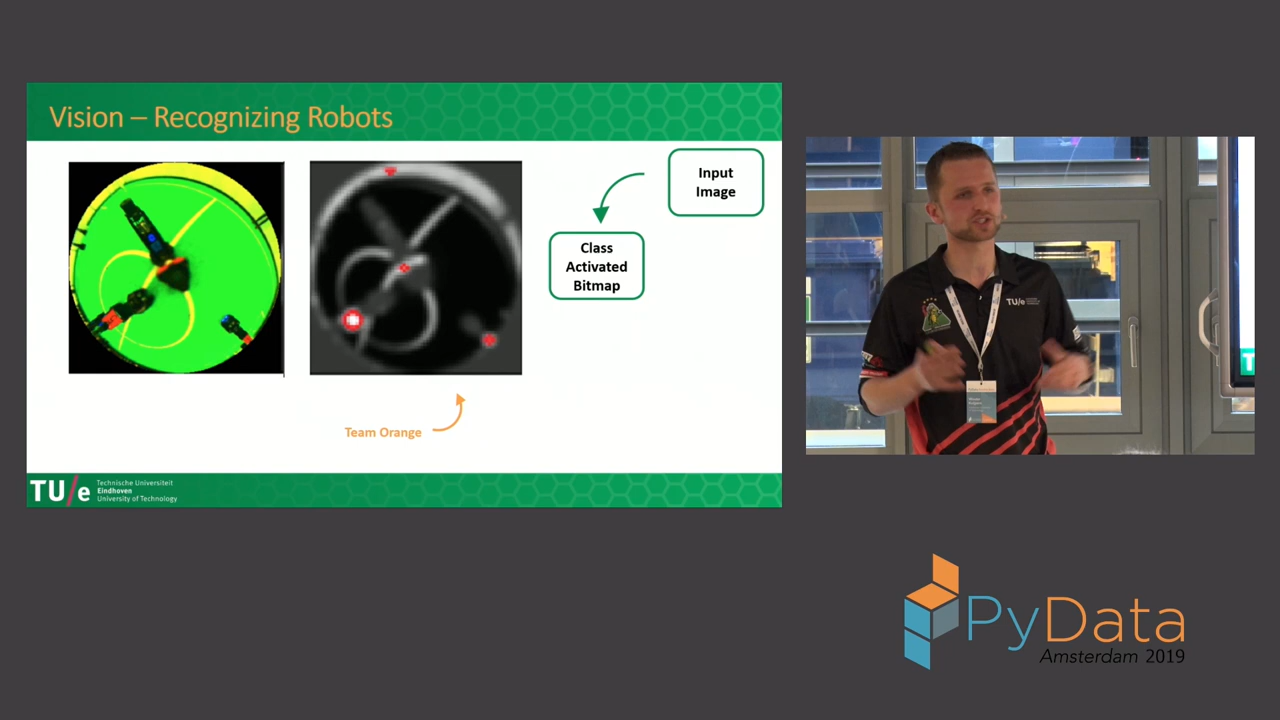 Vision – Recognizing Robots
Input
Image
Class
Activated
Bitmap
Team Orange
TU/e
Technische Universiteit
Eindhoven
University of Technology
TU/e
PyData
Amsterdam 2019